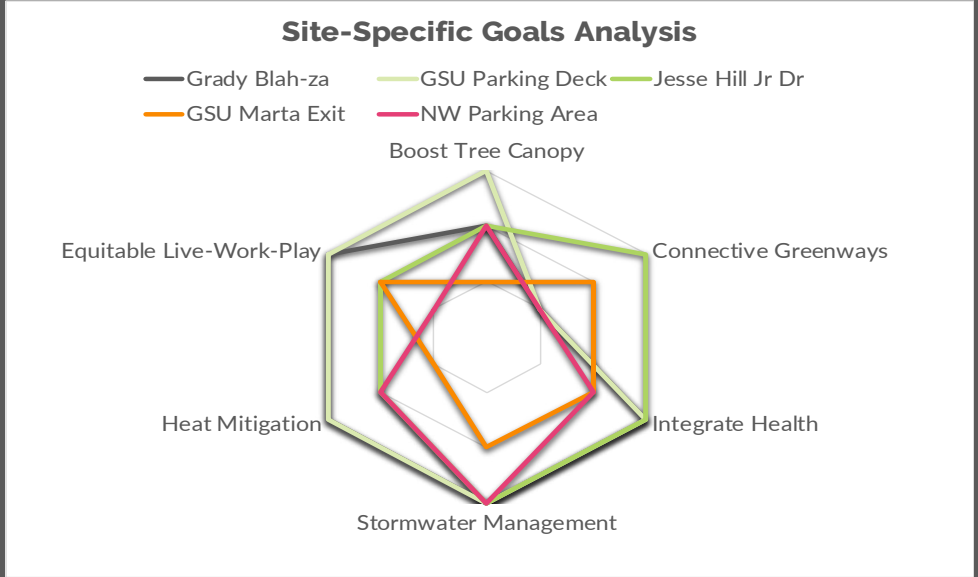 Site-Specific Goals Analysis
Grady Blah-za GSU Parking Deck Jesse Hill Jr Dr
GSU Marta Exit NW Parking Area
Boost Tree Canopy
Equitable Live-Work-Play Connective Greenways
Heat Mitigation Integrate Health
Stormwater Management